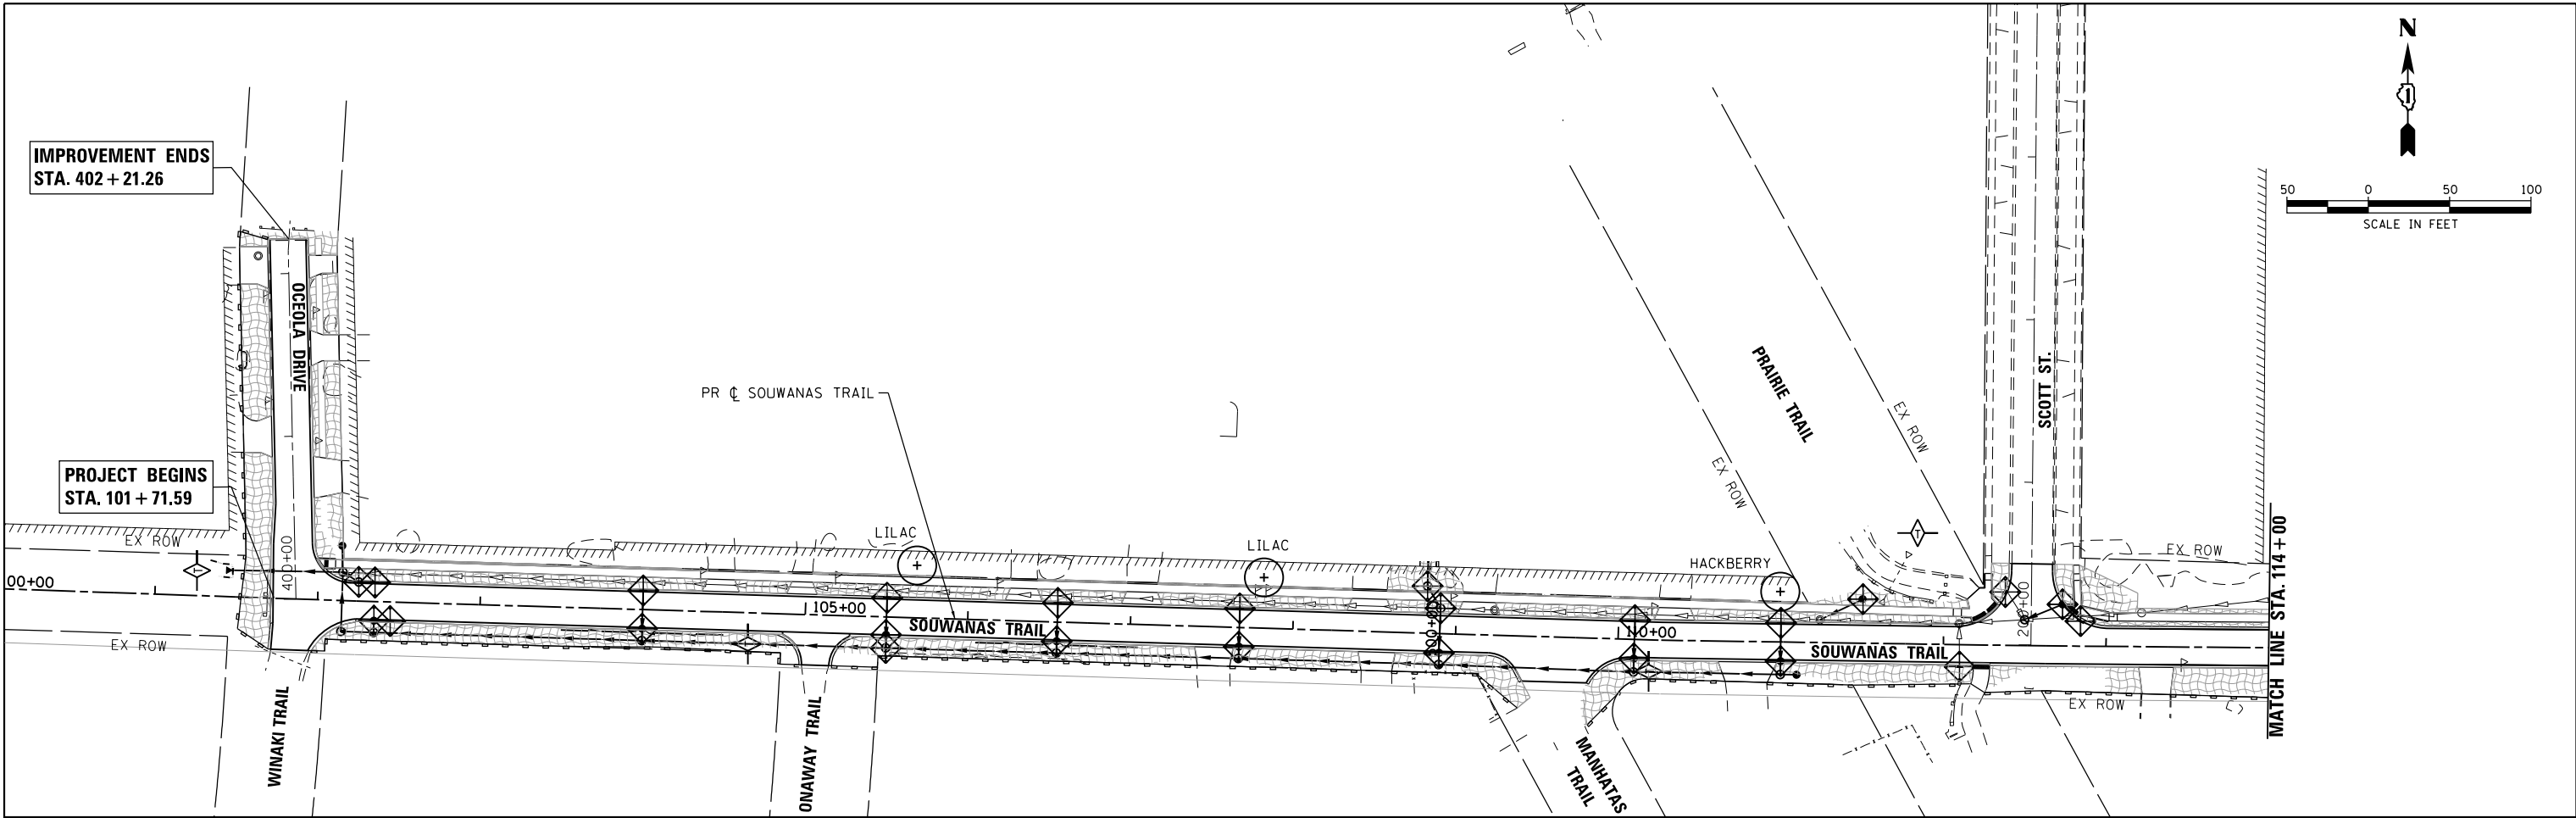 N
IMPROVEMENT ENDS
STA. 402 + 21.26
50 0 50 100
SCALE IN FEET
OCEOLA DRIVE
PRAIRIE TRAIL
SCOTT ST.
PR ℄ SOUWANAS TRAIL
EX ROW
EX ROW
PROJECT BEGINS
STA. 101 + 71.59
LILAC
LILAC
HACKBERRY
T
EX ROW
EX ROW
MATCH LINE STA. 114+00
400+00
00+00
105+00
SOUWANAS TRAIL
110+00
SOUWANAS TRAIL
EX ROW
EX ROW
WINAKI TRAIL
ONAWAY TRAIL
MANHATAS
TRAIL